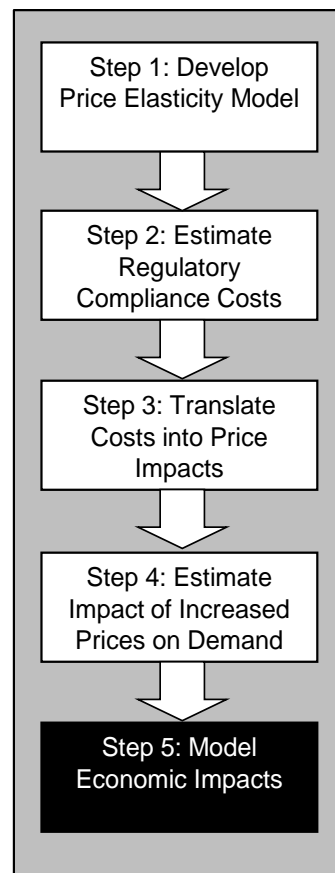 Step 1: Develop
Price Elasticity Model
Step 2: Estimate
Regulatory
Compliance Costs
Step 3: Translate
Costs into Price
Impacts
Step 4: Estimate
Impact of Increased
Prices on Demand
Step 5: Model
Economic Impacts